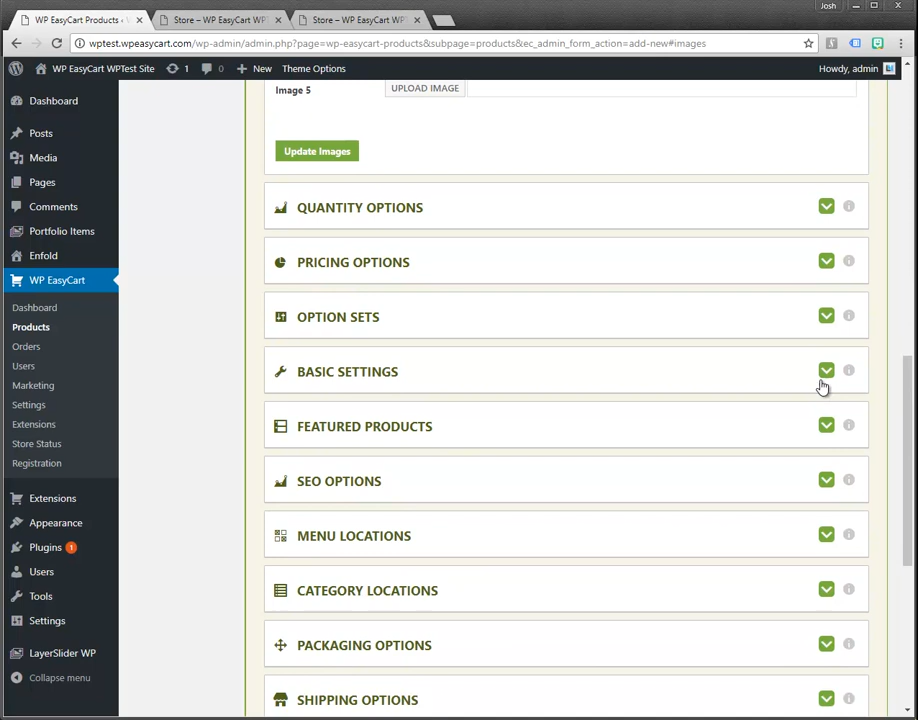 Josh
WP EasyCart Products ‹ W
Store – WP EasyCart WPT
Store – WP EasyCart WPT
wptest.wpeasycart.com/wp-admin/admin.php?page=wp-easycart-products&subpage=products&ec_admin_form_action=add-new#images
WP EasyCart WPTest Site
1
0
New
Theme Options
Howdy, admin
Dashboard
Posts
Media
Pages
Comments
Portfolio Items
Enfold
WP EasyCart
Dashboard
Products
Orders
Users
Marketing
Settings
Extensions
Store Status
Registration
Extensions
Appearance
Plugins 1
Users
Tools
Settings
LayerSlider WP
Collapse menu
Image 5
UPLOAD IMAGE
Update Images
QUANTITY OPTIONS
PRICING OPTIONS
OPTION SETS
BASIC SETTINGS
FEATURED PRODUCTS
SEO OPTIONS
MENU LOCATIONS
CATEGORY LOCATIONS
PACKAGING OPTIONS
SHIPPING OPTIONS